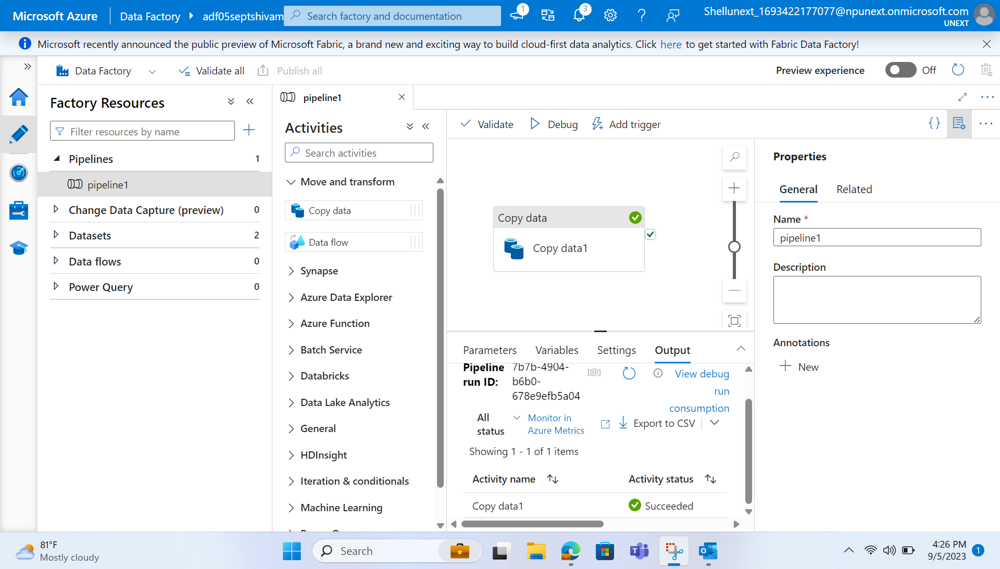 Microsoft Azure
Data Factory
adf05septshivam
Search factory and documentation
1
3
Shellunext_1693422177077@npunext.onmicrosoft.com
UNEXT
Microsoft recently announced the public preview of Microsoft Fabric, a brand new and exciting way to build cloud-first data analytics. Click here to get started with Fabric Data Factory!
Data Factory
Validate all
Publish all
Preview experience
Off
Factory Resources
Filter resources by name
Pipelines 1
pipeline1
Change Data Capture (preview) 0
Datasets 2
Data flows 0
Power Query 0
pipeline1
Activities
Search activities
Move and transform
Copy data
Data flow
Synapse
Azure Data Explorer
Azure Function
Batch Service
Databricks
Data Lake Analytics
General
HDInsight
Iteration & conditionals
Machine Learning
Validate
Debug
Add trigger
{}
Copy data
Copy data1
Parameters
Variables
Settings
Output
Pipeline
run ID:
7b7b-4904-
b6b0-
678e9efb5a04
[@]
View debug
run
consumption
All
status
Monitor in
Azure Metrics
Export to CSV
Showing 1 - 1 of 1 items
Activity name
Activity status
Copy data1
Succeeded
Properties
General
Related
Name *
pipeline1
Description
Annotations
New
81°F
Mostly cloudy
Search
4:26 PM
9/5/2023
1